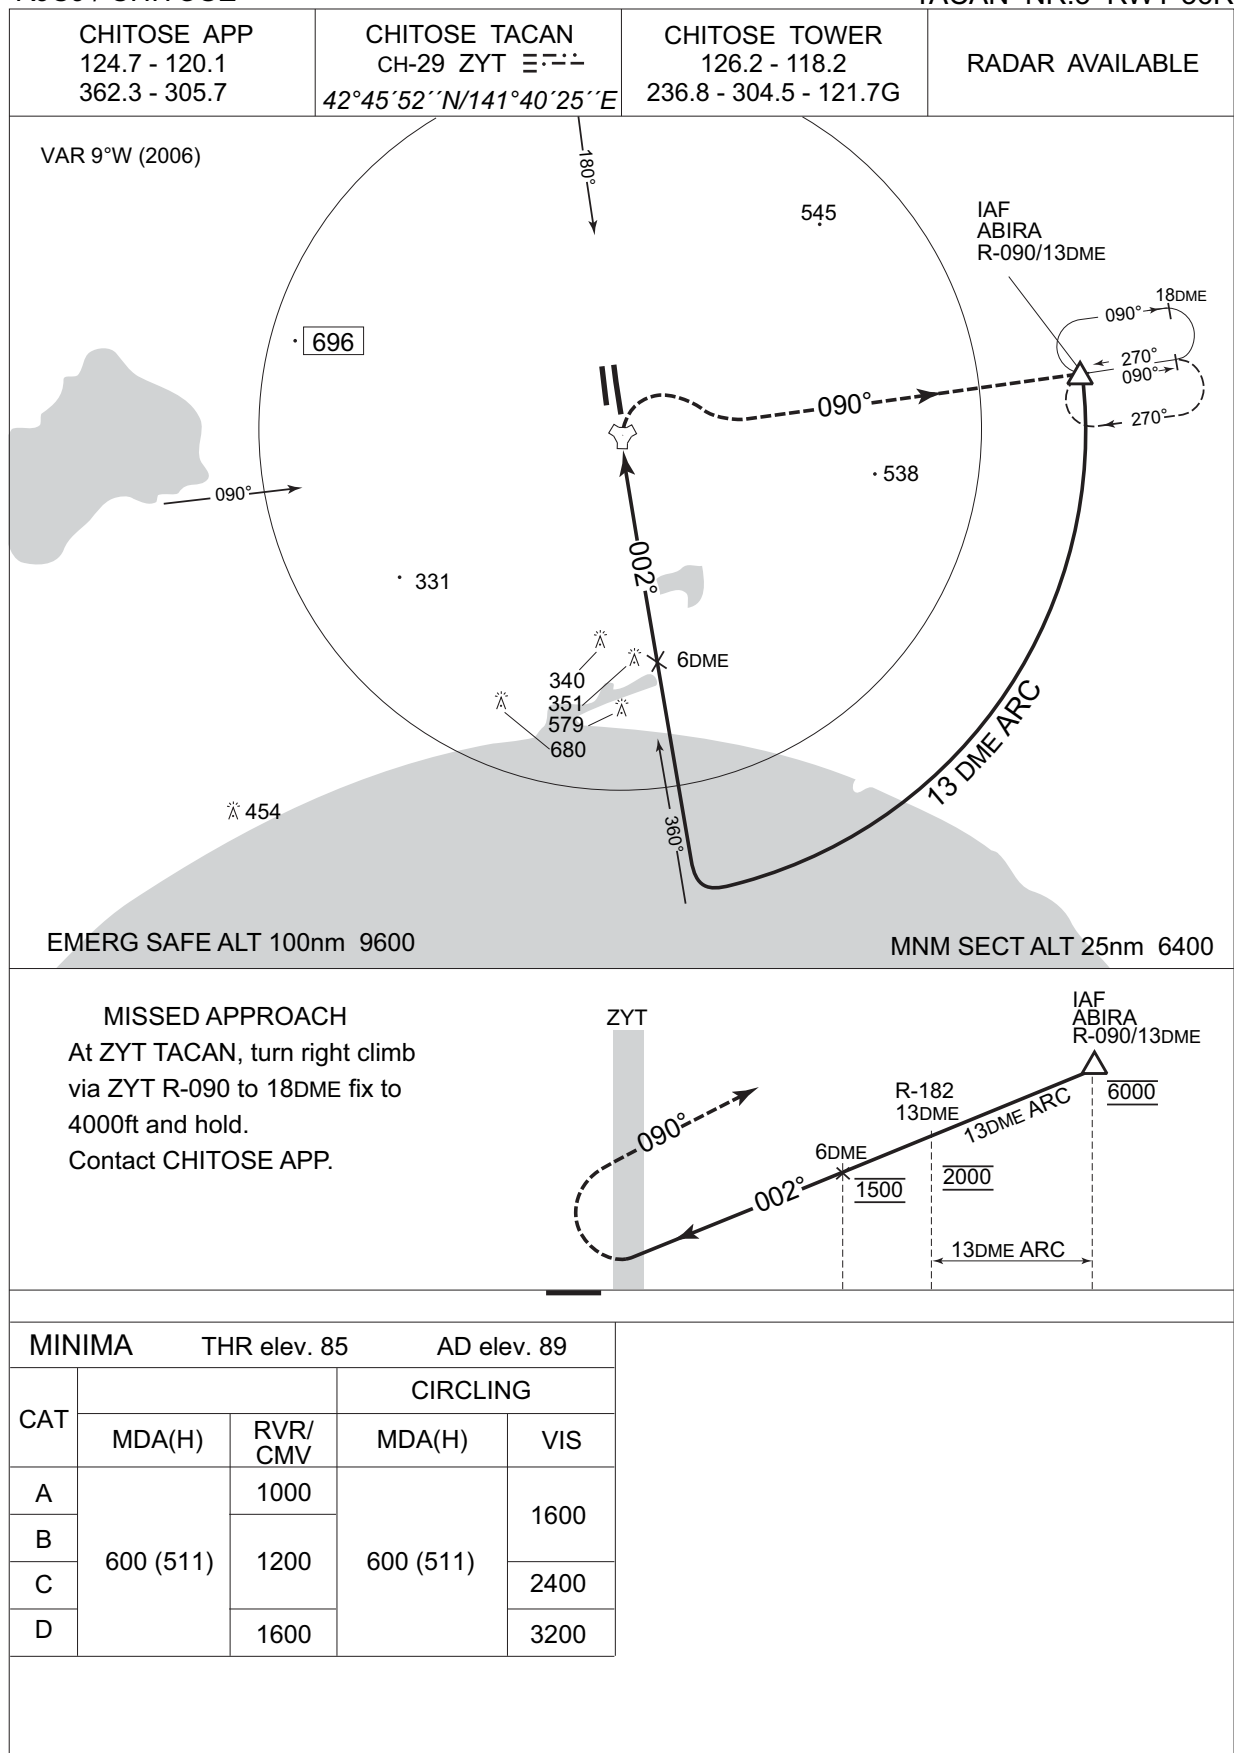 CHITOSE APP
124.7 - 120.1
362.3 - 305.7
CHITOSE TACAN
CH-29 ZYT
42°45´52´´N/141°40´25´´E
CHITOSE TOWER
126.2 - 118.2
236.8 - 304.5 - 121.7G
RADAR AVAILABLE
VAR 9°W (2006)
180°
545
IAF
ABIRA
R-090/13DME
18DME
090°
270°
090°
270°
696
090°
538
090°
331
002°
6DME
340
351
579
680
454
360°
13 DME ARC
EMERG SAFE ALT 100nm 9600
MNM SECT ALT 25nm 6400
MISSED APPROACH
At ZYT TACAN, turn right climb
via ZYT R-090 to 18DME fix to
4000ft and hold.
Contact CHITOSE APP.
ZYT
IAF
ABIRA
R-090/13DME
6000
R-182
13DME
13DME ARC
090°
6DME
1500
2000
002°
13DME ARC
MINIMA THR elev. 85 AD elev. 89
CAT
CIRCLING
MDA(H)
RVR/
CMV
MDA(H)
VIS
A
B
C
D
600 (511)
1000
1200
1600
600 (511)
1600
2400
3200